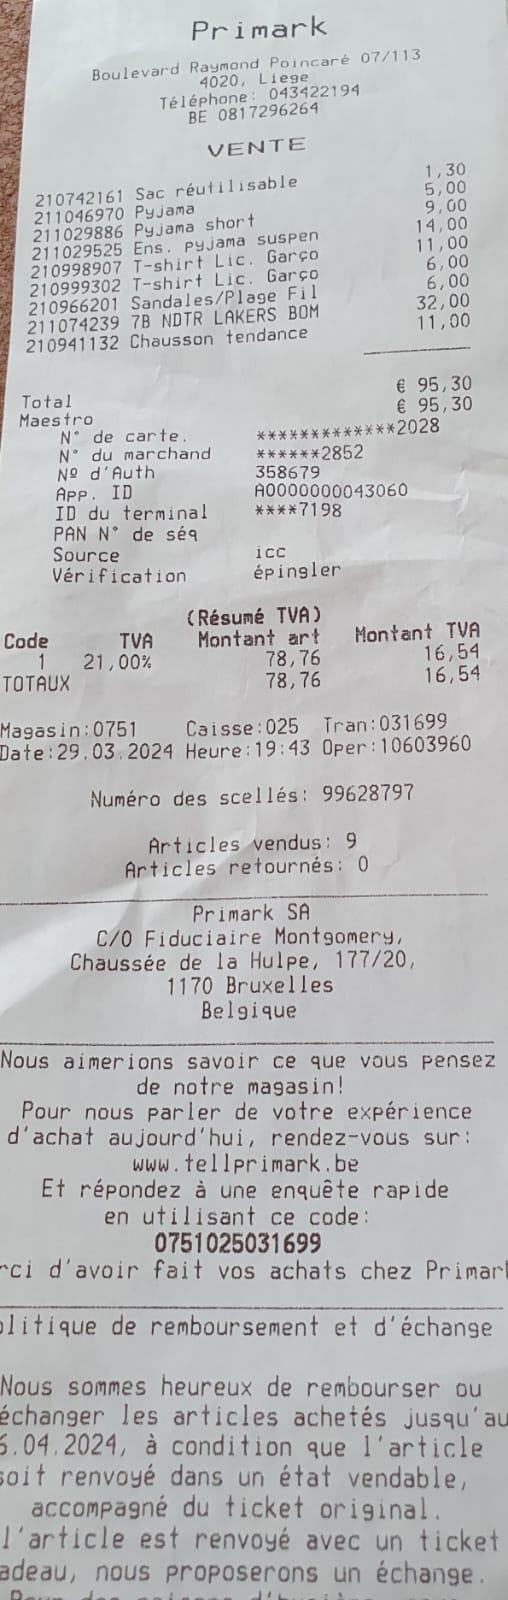 Primark
Boulevard Raymond Poincaré 07/113
4020, Liege
Téléphone: 043422194
BE 0817296264
VENTE
210742161 Sac réutilisable 1,30
211046970 Pyjama 5,00
211029886 Pyjama short 9,00
211029525 Ens. pyjama suspen 14,00
210998907 T-shirt Lic. Garço 11,00
210999302 T-shirt Lic. Garço 6,00
210966201 Sandales/Plage Fil 6,00
211074239 7B NDTR LAKERS BOM 32,00
210941132 Chausson tendance 11,00
Total € 95,30
Maestro € 95,30
N° de carte. *************2028
N° du marchand ******2852
Nº d'Auth 358679
App. ID A0000000043060
ID du terminal ****7198
PAN N° de séq
Source icc
Vérification épingler
(Résumé TVA)
Code TVA Montant art Montant TVA
1 21,00% 78,76 16,54
TOTAUX 78,76 16,54
Magasin:0751 Caisse:025 Tran:031699
Date:29.03.2024 Heure:19:43 Oper:10603960
Numéro des scellés: 99628797
Articles vendus: 9
Articles retournés: 0
Primark SA
C/O Fiduciaire Montgomery,
Chaussée de la Hulpe, 177/20,
1170 Bruxelles
Belgique
Nous aimerions savoir ce que vous pensez
de notre magasin!
Pour nous parler de votre expérience
d'achat aujourd'hui, rendez-vous sur:
www.tellprimark.be
Et répondez à une enquête rapide
en utilisant ce code:
0751025031699
rci d'avoir fait vos achats chez Primark
olitique de remboursement et d'échange
Nous sommes heureux de rembourser ou
échanger les articles achetés jusqu'au
6.04.2024, à condition que l'article
soit renvoyé dans un état vendable,
accompagné du ticket original.
l'article est renvoyé avec un ticket
adeau, nous proposerons un échange.